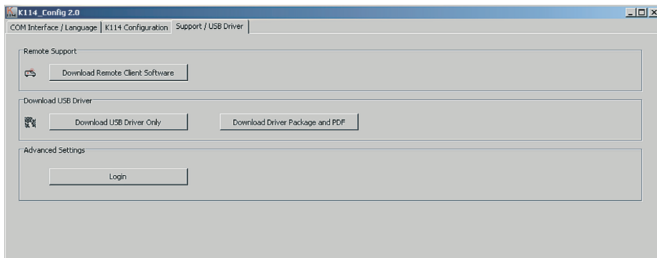 K114_Config 2.0
COM Interface / Language K114 Configuration Support / USB Driver
Remote Support
Download Remote Client Software
Download USB Driver
Download USB Driver Only Download Driver Package and PDF
Advanced Settings
Login